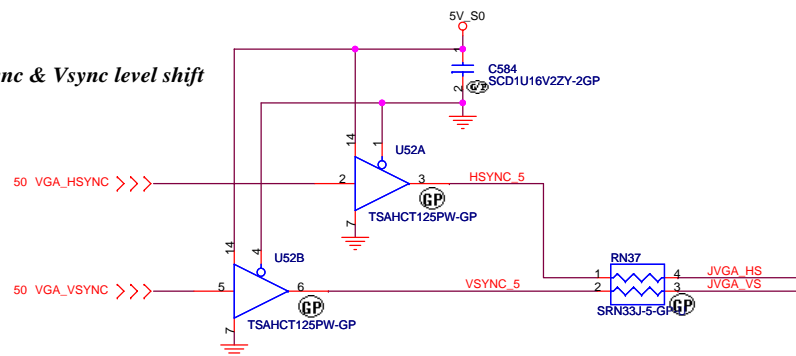 5V_S0
nc & Vsync level shift
1
C584
SCD1U16V2ZY-2GP
2
14
1
U52A
50 VGA_HSYNC
2
3
HSYNC_5
GP
TSAHCT125PW-GP
7
14
4
U52B
RN37
1
4
JVGA_HS
50 VGA_VSYNC
5
6
VSYNC_5
2
3
JVGA_VS
GP
TSAHCT125PW-GP
SRN33J-5-GP-U
GP
7